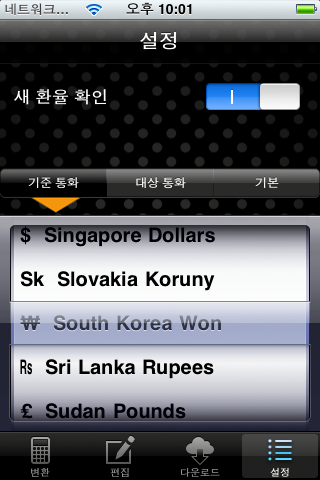 네트워크... 오후 10:01
설정
새 환율 확인
기준 통화 대상 통화 기본
$ Singapore Dollars
Sk Slovakia Koruny
₩ South Korea Won
Rs Sri Lanka Rupees
£ Sudan Pounds
변환 편집 다운로드 설정